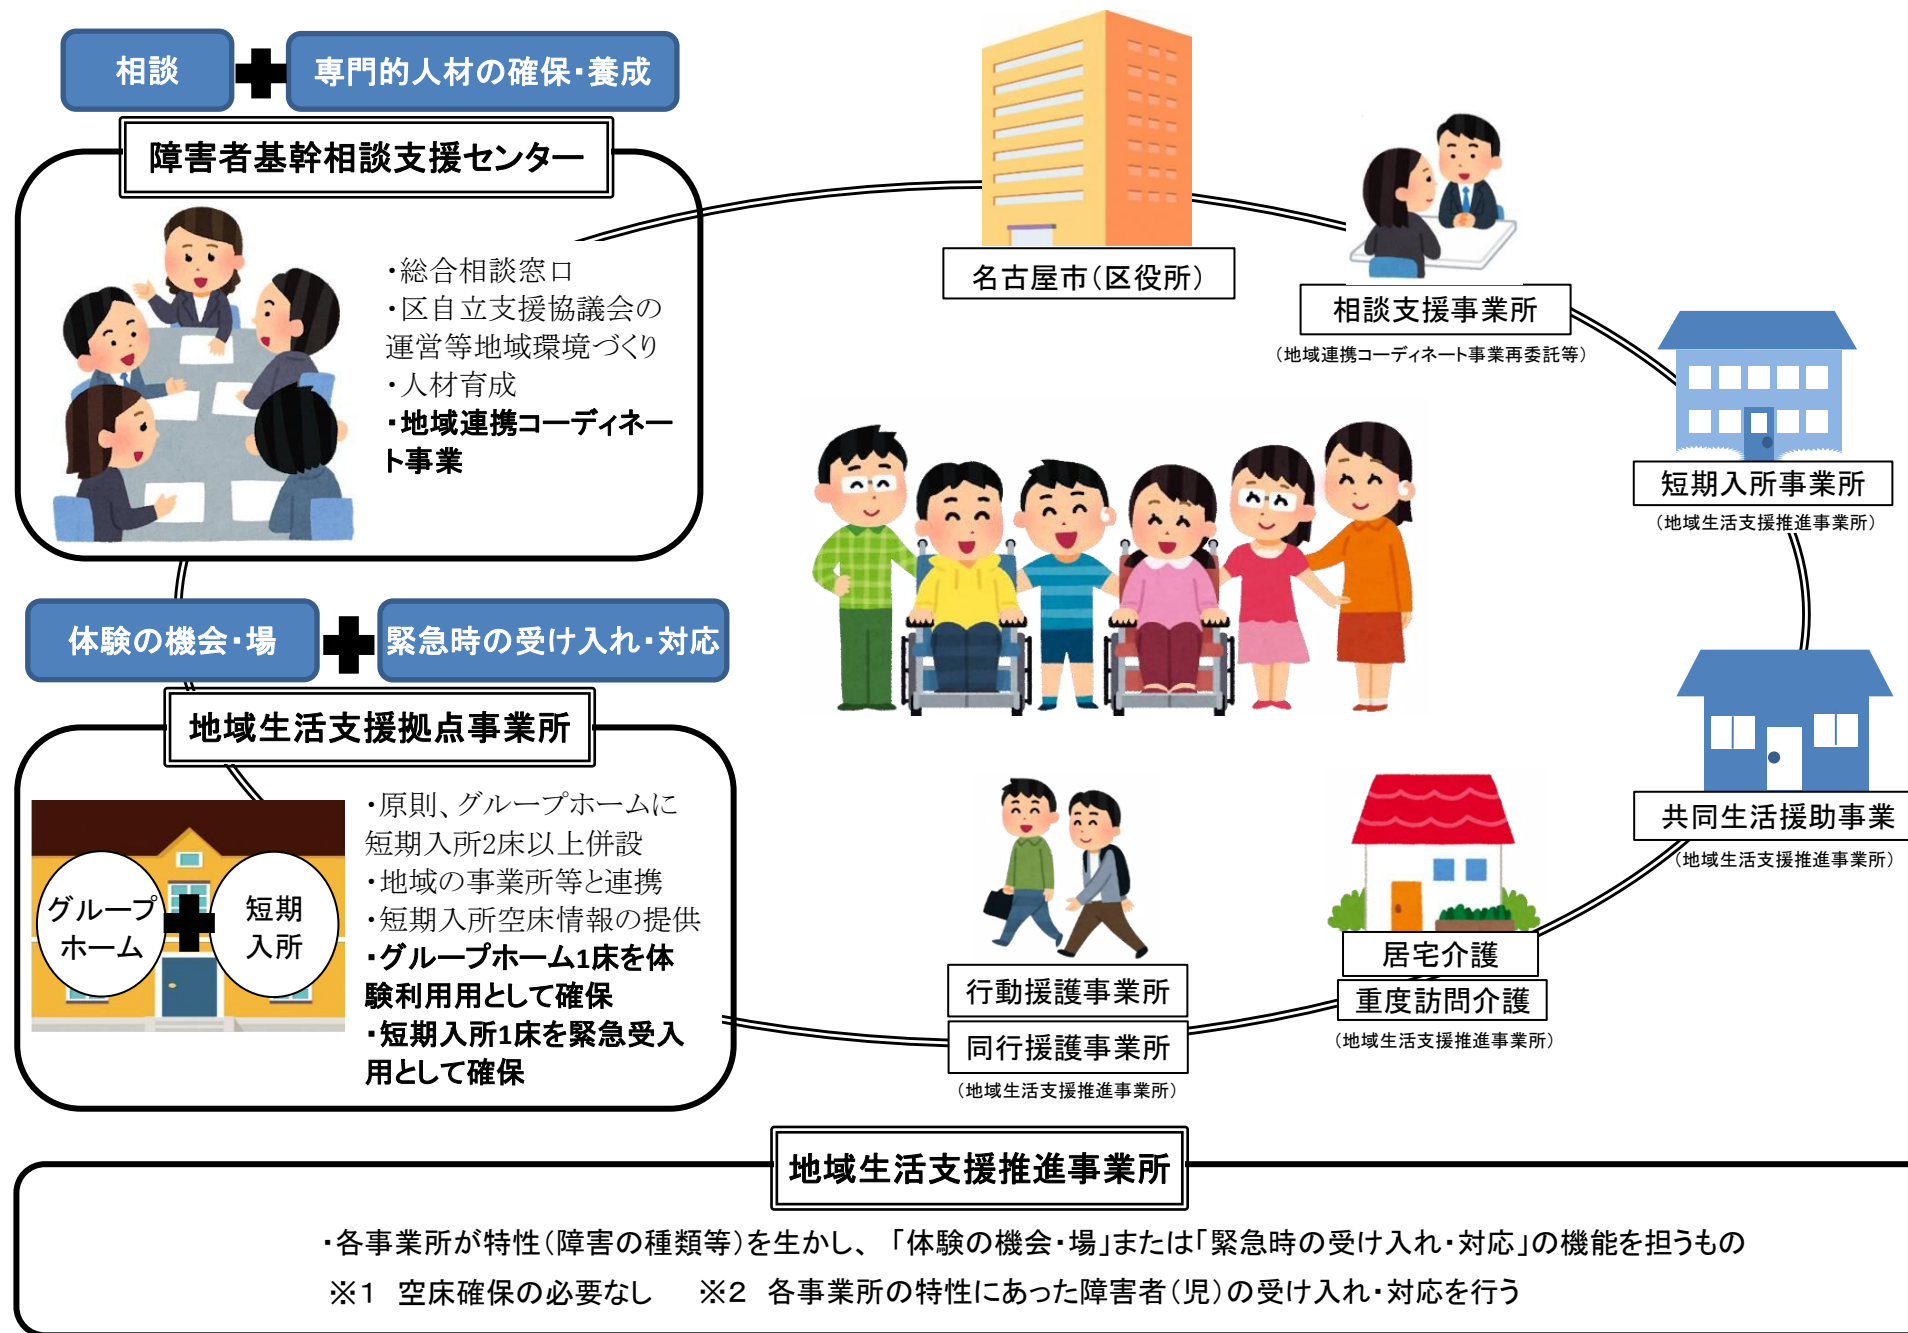 相談
専門的人材の確保・養成
障害者基幹相談支援センター
・総合相談窓口
・区自立支援協議会の
運営等地域環境づくり
・人材育成
・地域連携コーディネー
ト事業
名古屋市(区役所)
相談支援事業所
(地域連携コーディネート事業再委託等)
短期入所事業所
(地域生活支援推進事業所)
共同生活援助事業
(地域生活支援推進事業所)
居宅介護
重度訪問介護
(地域生活支援推進事業所)
行動援護事業所
同行援護事業所
(地域生活支援推進事業所)
体験の機会・場
緊急時の受け入れ・対応
地域生活支援拠点事業所
グループ
ホーム
短期
入所
・原則、グループホームに
短期入所2床以上併設
・地域の事業所等と連携
・短期入所空床情報の提供
・グループホーム1床を体
験利用用として確保
・短期入所1床を緊急受入
用として確保
地域生活支援推進事業所
・各事業所が特性(障害の種類等)を生かし、「体験の機会・場」または「緊急時の受け入れ・対応」の機能を担うもの
※1 空床確保の必要なし ※2 各事業所の特性にあった障害者(児)の受け入れ・対応を行う